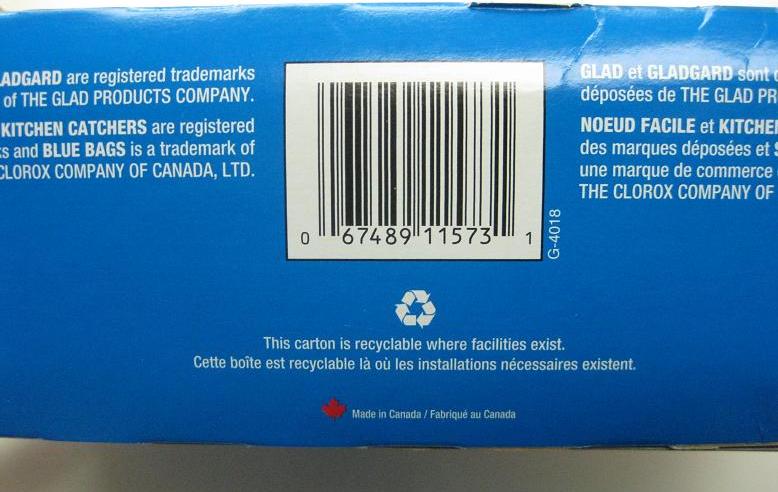 LADGARD are registered trademarks
of THE GLAD PRODUCTS COMPANY.
KITCHEN CATCHERS are registered
and BLUE BAGS is a trademark of
CLOROX COMPANY OF CANADA, LTD.
0 67489 11573 1
G-4018
GLAD et GLADGARD sont
déposées de THE GLAD PR
NOEUD FACILE et KITCHE
des marques déposées et
une marque de commerce
THE CLOROX COMPANY OF
This carton is recyclable where facilities exist.
Cette boîte est recyclable là où les installations nécessaires existent.
Made in Canada / Fabriqué au Canada